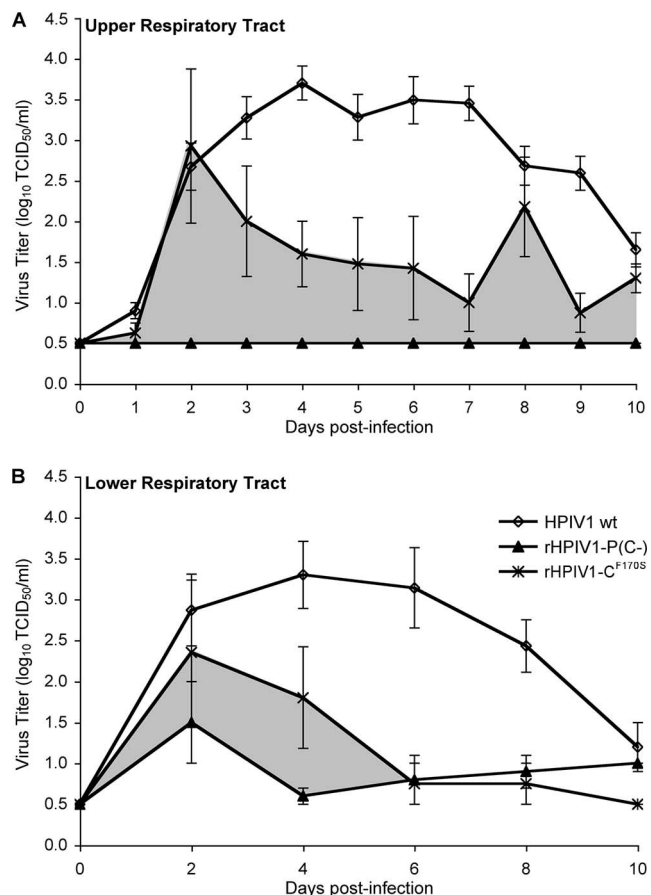 A
Upper Respiratory Tract
Virus Titer (log10 TCID50/ml)
4.5
4.0
3.5
3.0
2.5
2.0
1.5
1.0
0.5
0.0
0 1 2 3 4 5 6 7 8 9 10
Days post-infection
B
Lower Respiratory Tract
Virus Titer (log10 TCID50/ml)
4.5
4.0
3.5
3.0
2.5
2.0
1.5
1.0
0.5
0.0
HPIV1 wt
rHPIV1-P(C-)
rHPIV1-C^F170S
0 2 4 6 8 10
Days post-infection